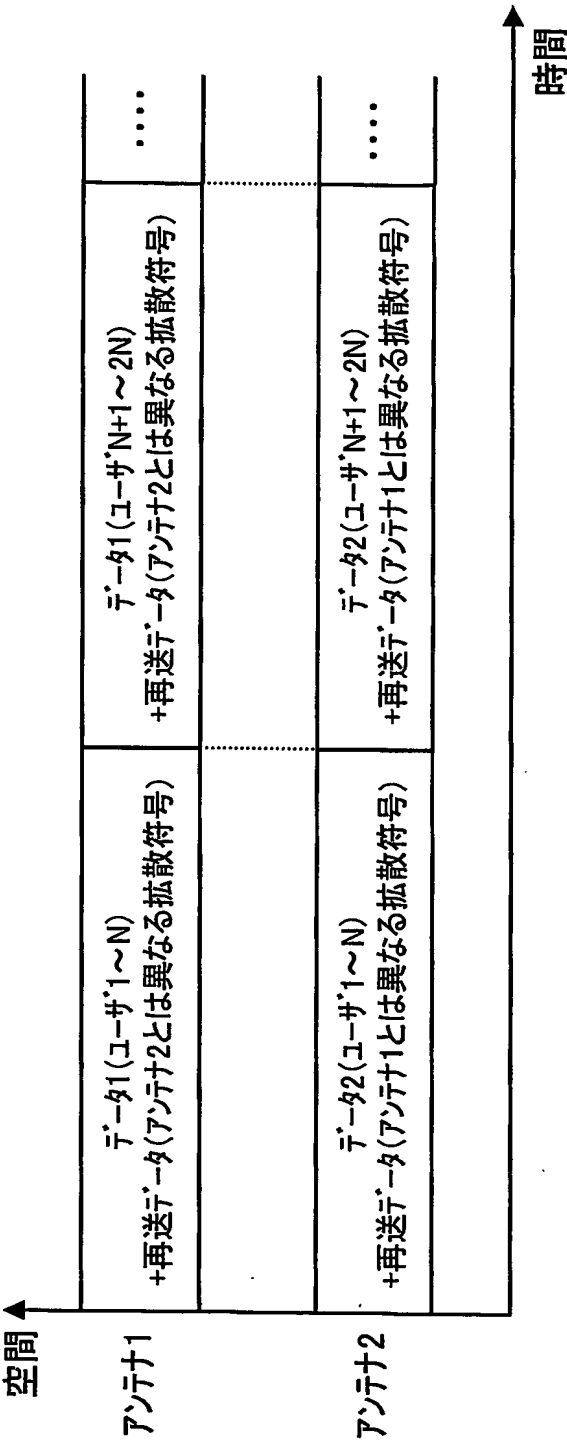 空間
アンテナ1
データ1(ユーザ1~N)
+再送データ(アンテナ2とは異なる拡散符号)
データ1(ユーザN+1~2N)
+再送データ(アンテナ2とは異なる拡散符号)
....
アンテナ2
データ2(ユーザ1~N)
+再送データ(アンテナ1とは異なる拡散符号)
データ2(ユーザN+1~2N)
+再送データ(アンテナ1とは異なる拡散符号)
....
時間